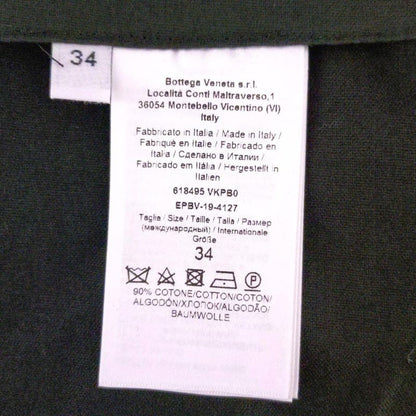 34
Bottega Veneta s.r.l.
Località Conti Maltraverso,1
36054 Montebello Vicentino (VI)
Italy
Fabbricato in Italia / Made in Italy /
Fabriqué en Italie / Fabricado en
Italia / Сделано в Италии /
Fabricado em Itália / Hergestellt in
Italien
618495 VKPB0
EPBV-19-4127
Taglia / Size / Taille / Talla / Размер
(международный) / Internationale
Größe
34
P
90% COTONE/COTTON/COTON/
ALGODÓN/ХЛОПОК/ALGODÃO/
BAUMWOLLE